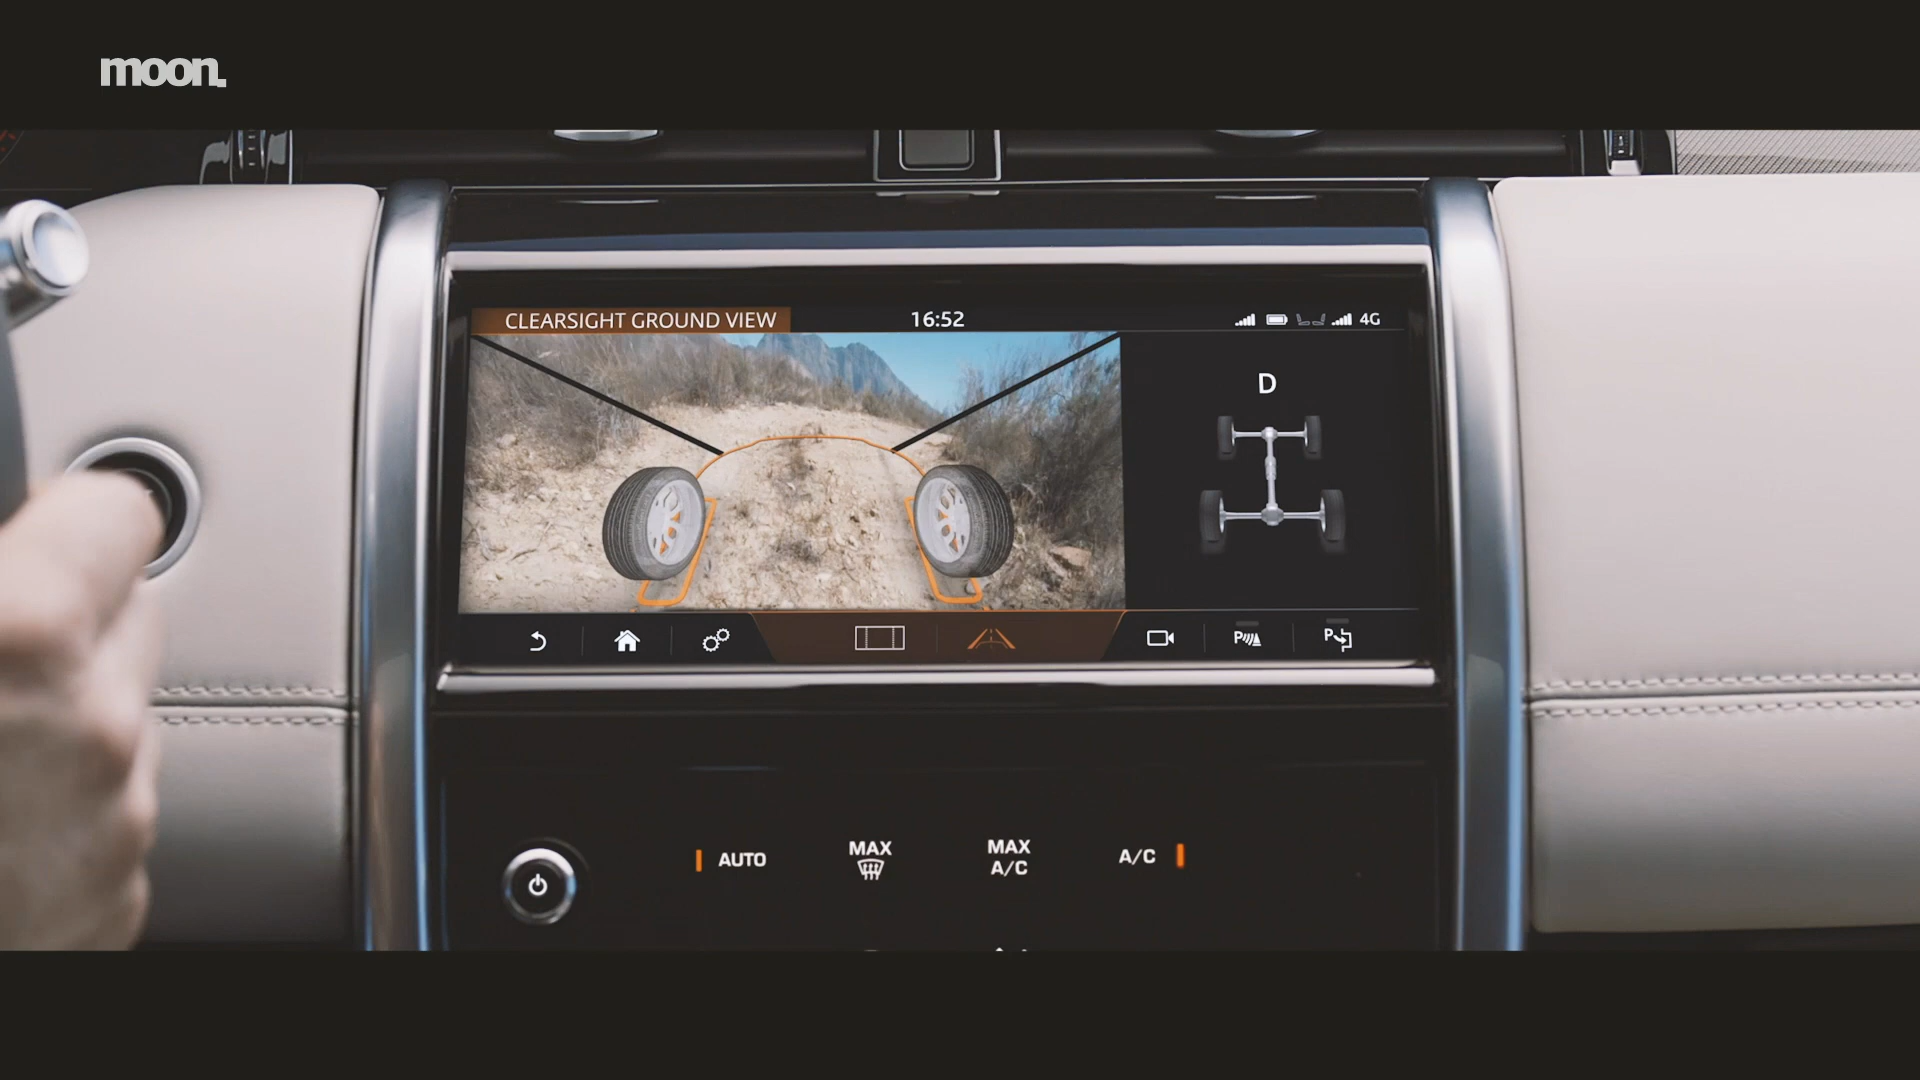 moon.
CLEARSIGHT GROUND VIEW
16:52
4G
D
P
P
AUTO
MAX
MAX
A/C
A/C